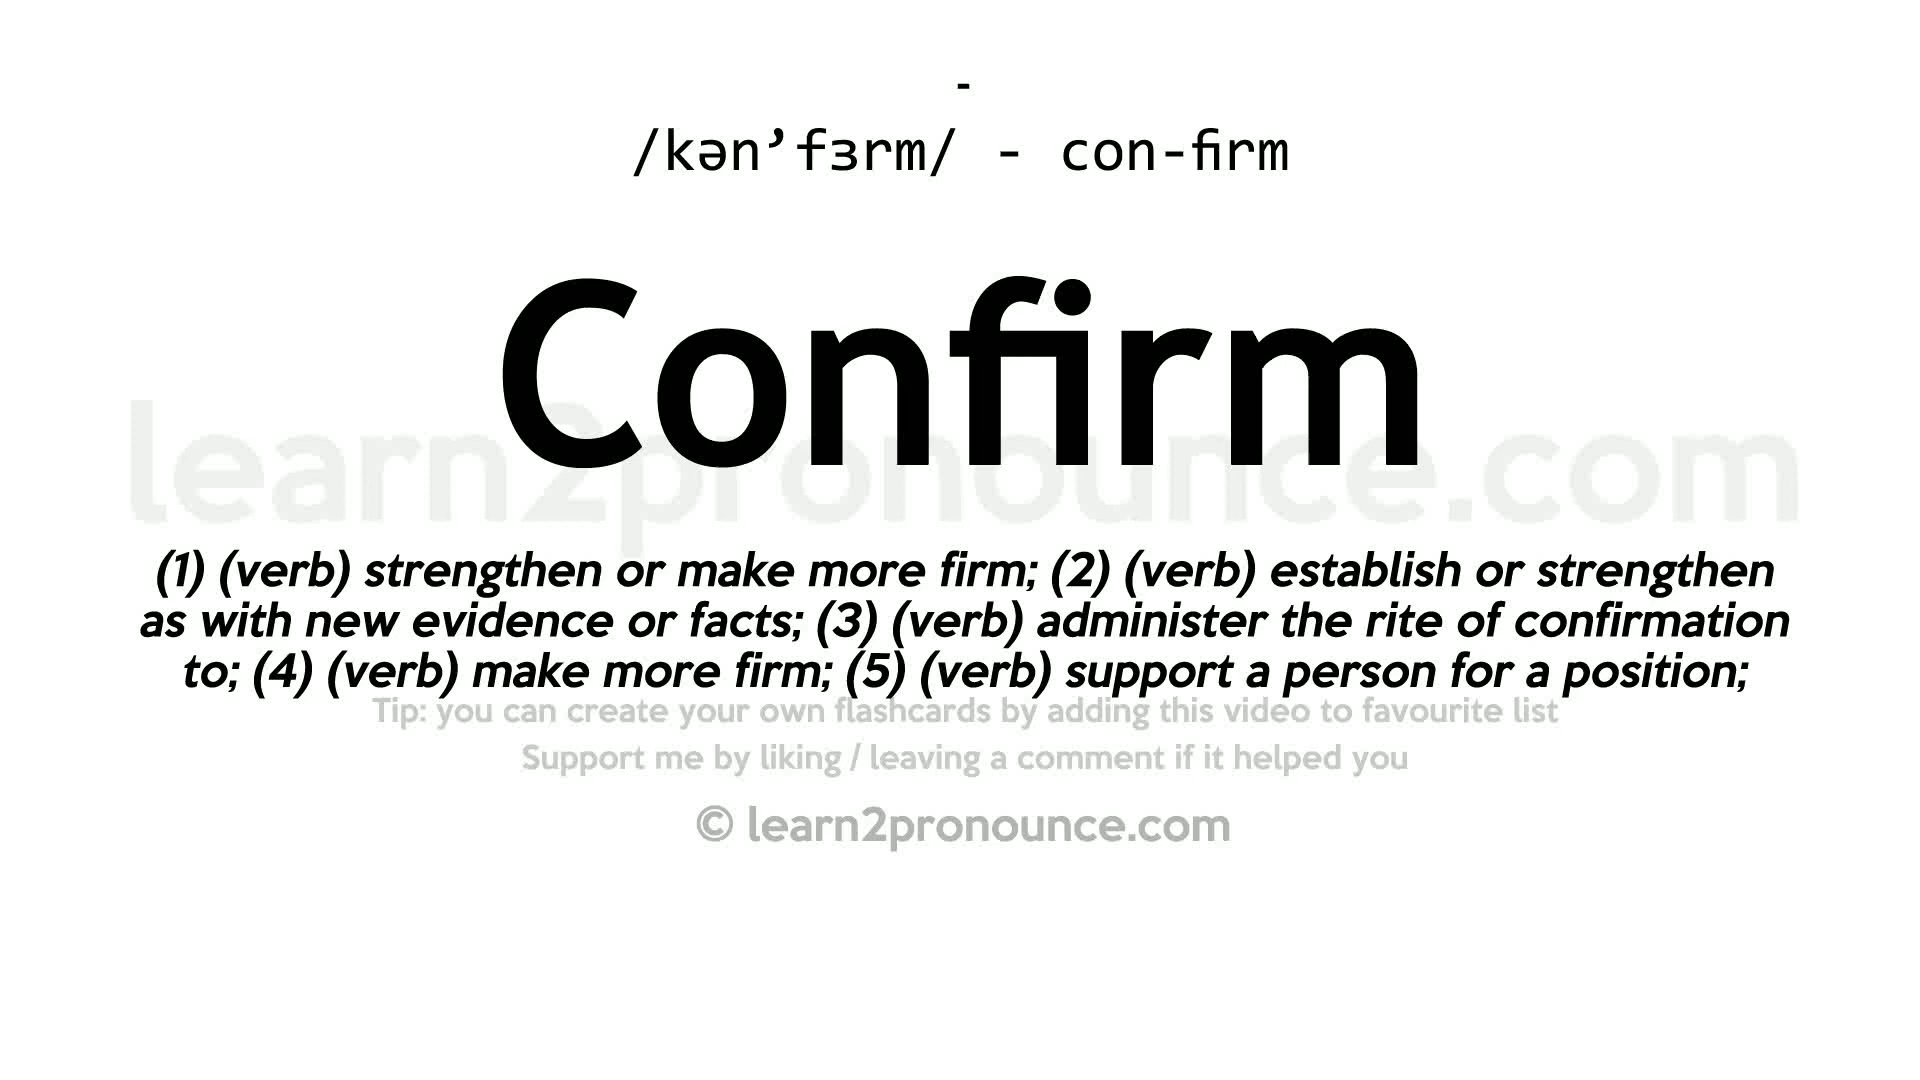 -
/kən’fɜrm/ - con-firm
Confirm
learn2pronounce.com
(1) (verb) strengthen or make more firm; (2) (verb) establish or strengthen
as with new evidence or facts; (3) (verb) administer the rite of confirmation
to; (4) (verb) make more firm; (5) (verb) support a person for a position;
Tip: you can create your own flashcards by adding this video to favourite list
Support me by liking / leaving a comment if it helped you
© learn2pronounce.com